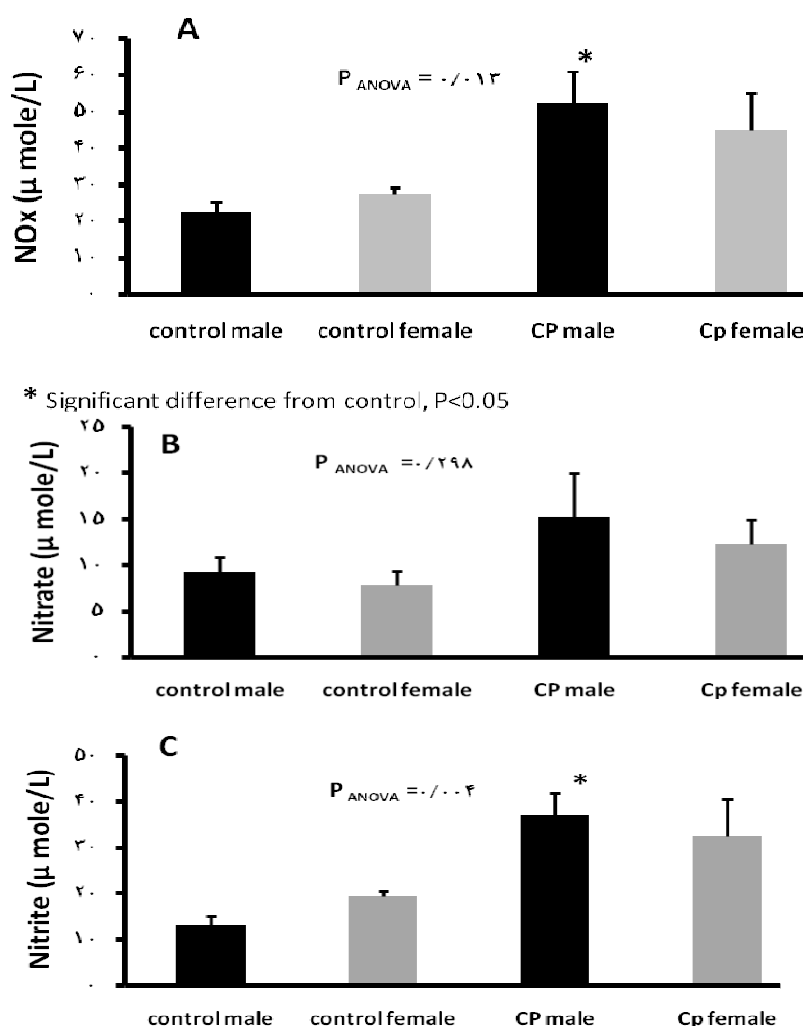 A
NOx (µ mole/L)
۷۰
۶۰
۵۰
۴۰
۳۰
۲۰
۱۰
۰
P ANOVA = ۰/۰۱۳
*
control male control female CP male Cp female
* Significant difference from control, P<0.05
B
Nitrate (µ mole/L)
۲۵
۲۰
۱۵
۱۰
۵
۰
P ANOVA =۰/۲۹۸
control male control female CP male Cp female
C
Nitrite (µ mole/L)
۵۰
۴۰
۳۰
۲۰
۱۰
۰
P ANOVA =۰/۰۰۴
*
control male control female CP male Cp female